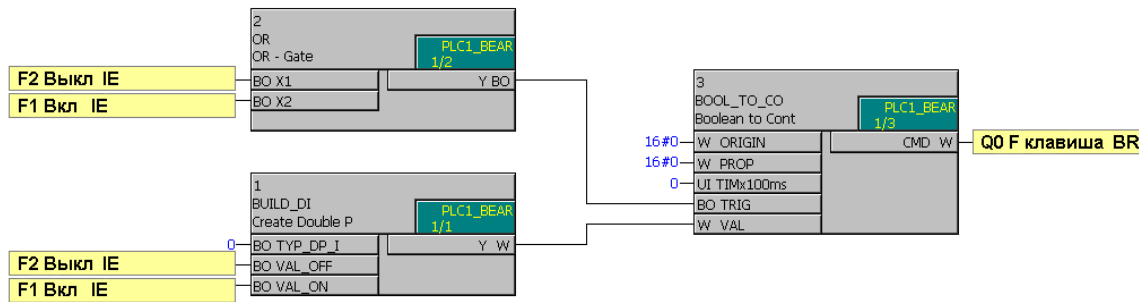 2
OR
OR - Gate
PLC1_BEAR
1/2
F2 Выкл IE
BO X1
Y BO
F1 Вкл IE
BO X2
3
BOOL_TO_CO
Boolean to Cont
PLC1_BEAR
1/3
16#0
W ORIGIN
CMD W
Q0 F клавиша BR
16#0
W PROP
0
UI TIMx100ms
BO TRIG
W VAL
1
BUILD_DI
Create Double P
PLC1_BEAR
1/1
0
BO TYP_DP_I
Y W
F2 Выкл IE
BO VAL_OFF
F1 Вкл IE
BO VAL_ON